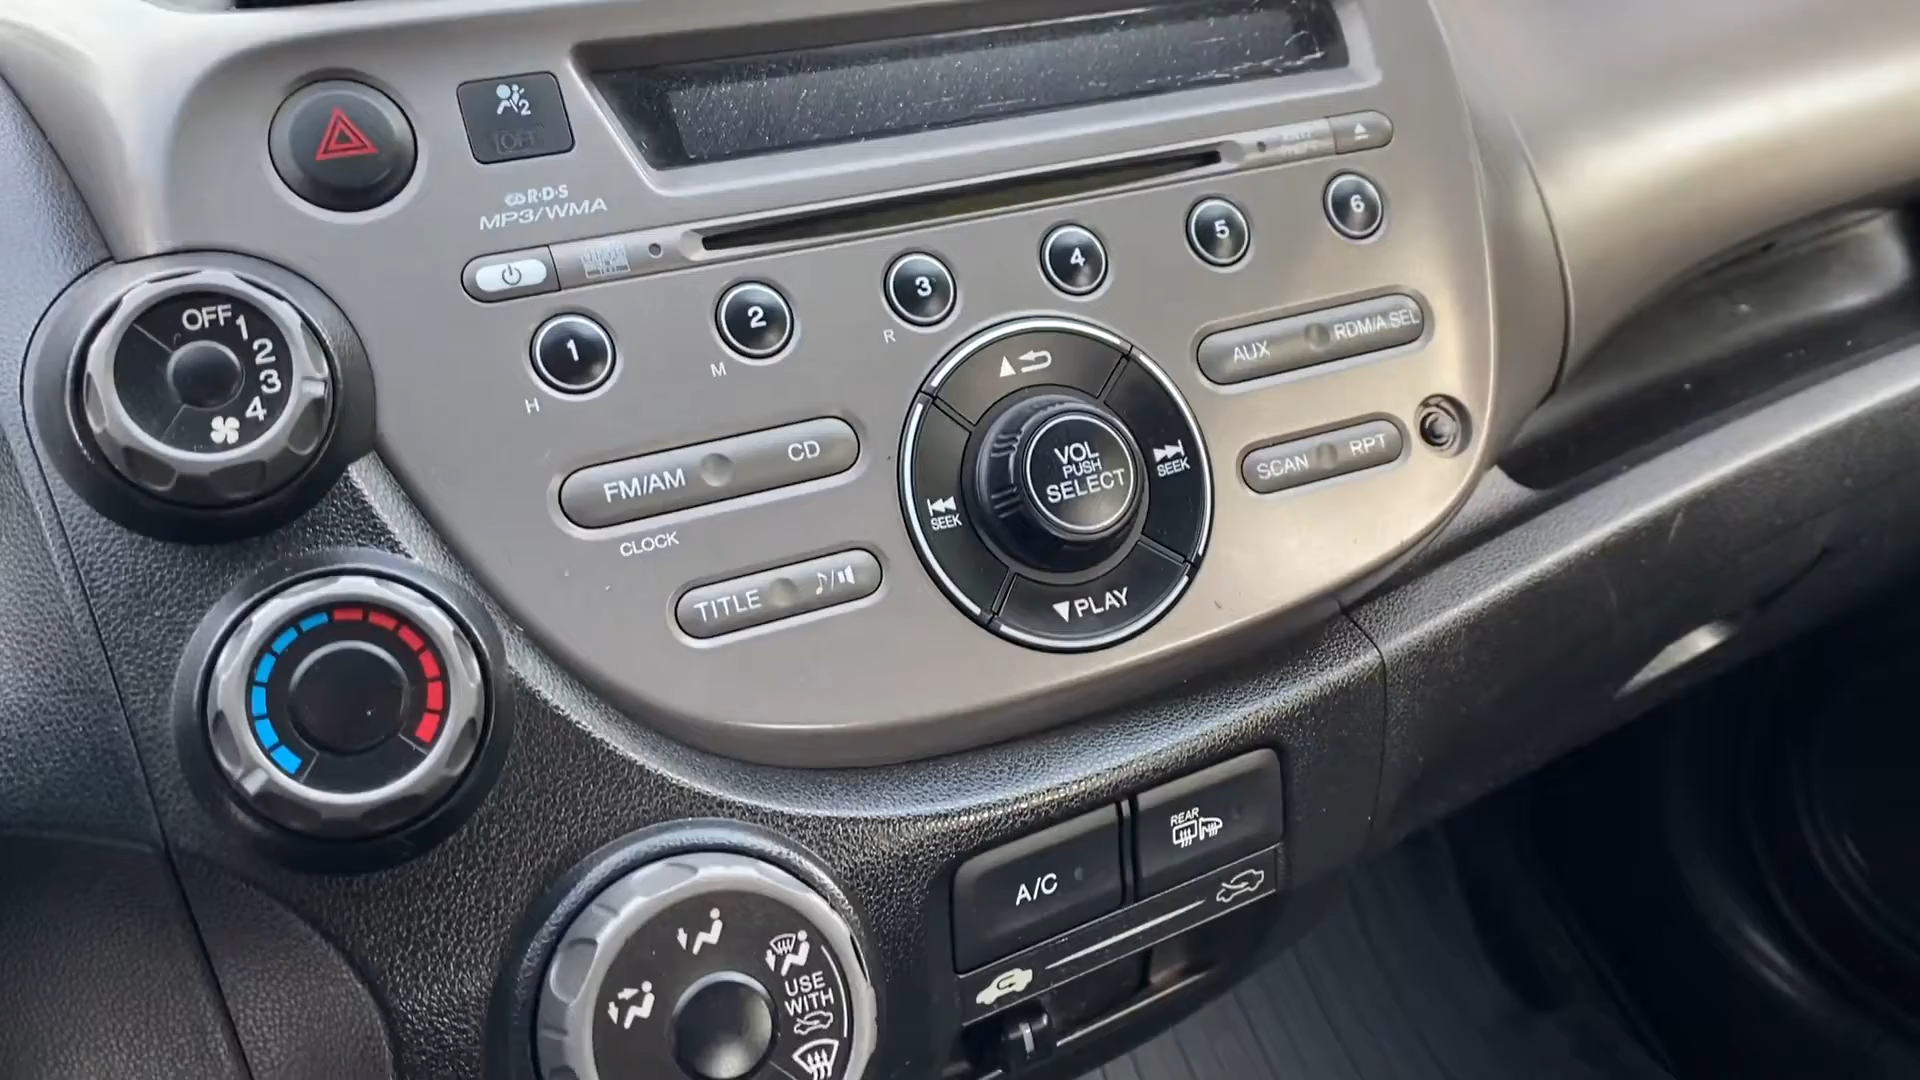 2
OFF
R·D·S
MP3/WMA
1
2
3
4
5
6
H
M
R
OFF
1
2
3
4
AUX
RDM/A.SEL
FM/AM
CD
CLOCK
VOL
PUSH
SELECT
SEEK
SEEK
SCAN
RPT
TITLE
PLAY
A/C
REAR
USE
WITH